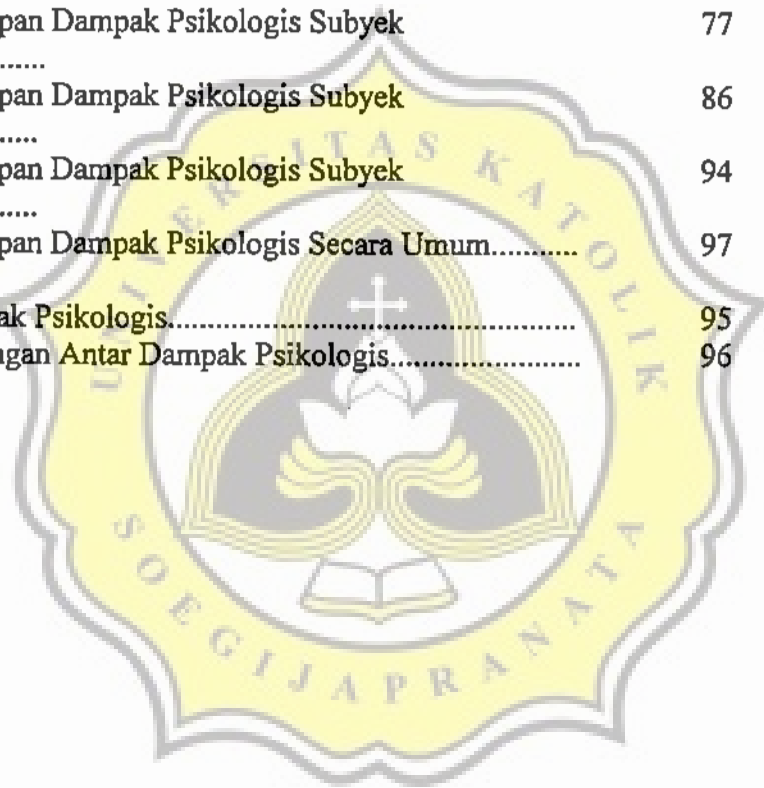 pan Dampak Psikologis Subyek 77
......
pan Dampak Psikologis Subyek 86
.....
pan Dampak Psikologis Subyek 94
.....
pan Dampak Psikologis Secara Umum........... 97
ak Psikologis.................................................... 95
ngan Antar Dampak Psikologis........................ 96
UNIVERSITAS KATOLIK
SOEGIJAPRANATA